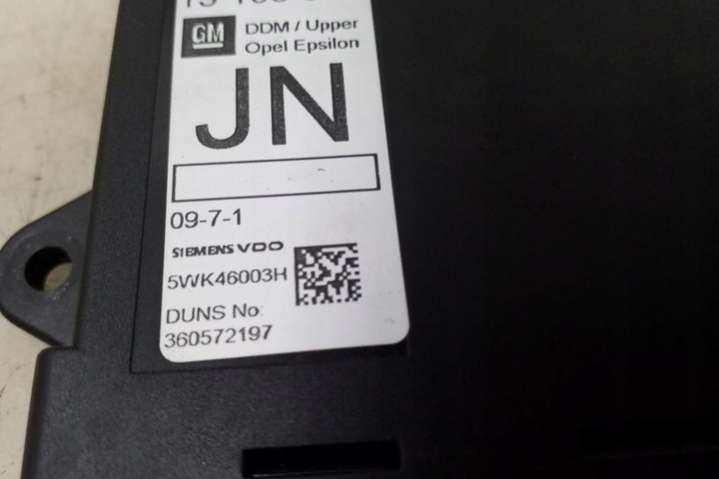 GM DDM / Upper
Opel Epsilon
JN
09-7-1
SIEMENS VDO
5WK46003H
DUNS No:
360572197